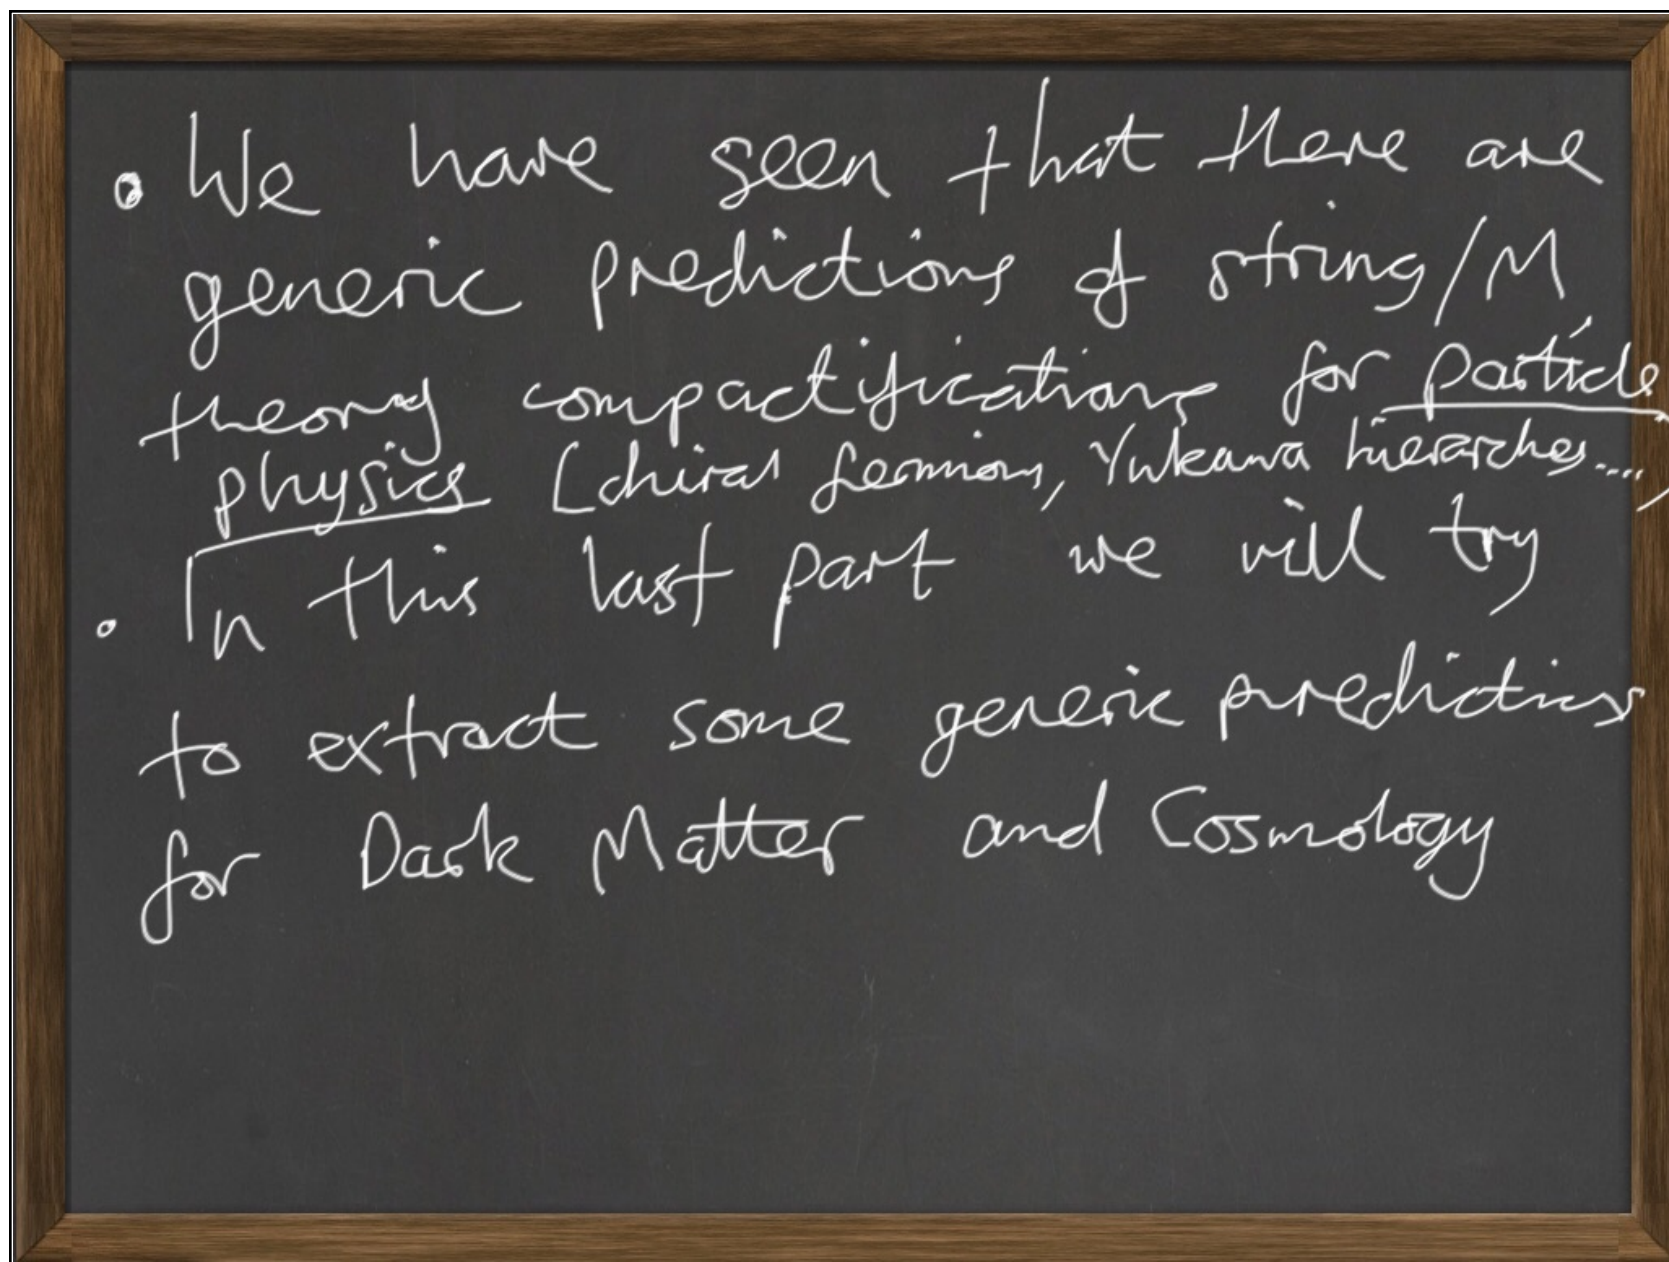 • We have seen that there are
generic predictions of string/M
theory compactifications for particle
physics (chiral fermions, Yukawa hierarches....)
• In this last part we will try
to extract some generic predictions
for Dark Matter and Cosmology